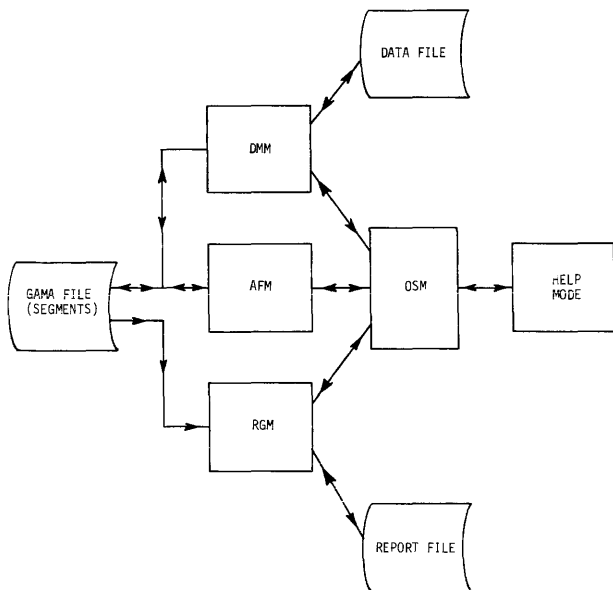 DATA FILE
DMM
GAMA FILE
(SEGMENTS)
AFM
OSM
HELP
MODE
RGM
REPORT FILE